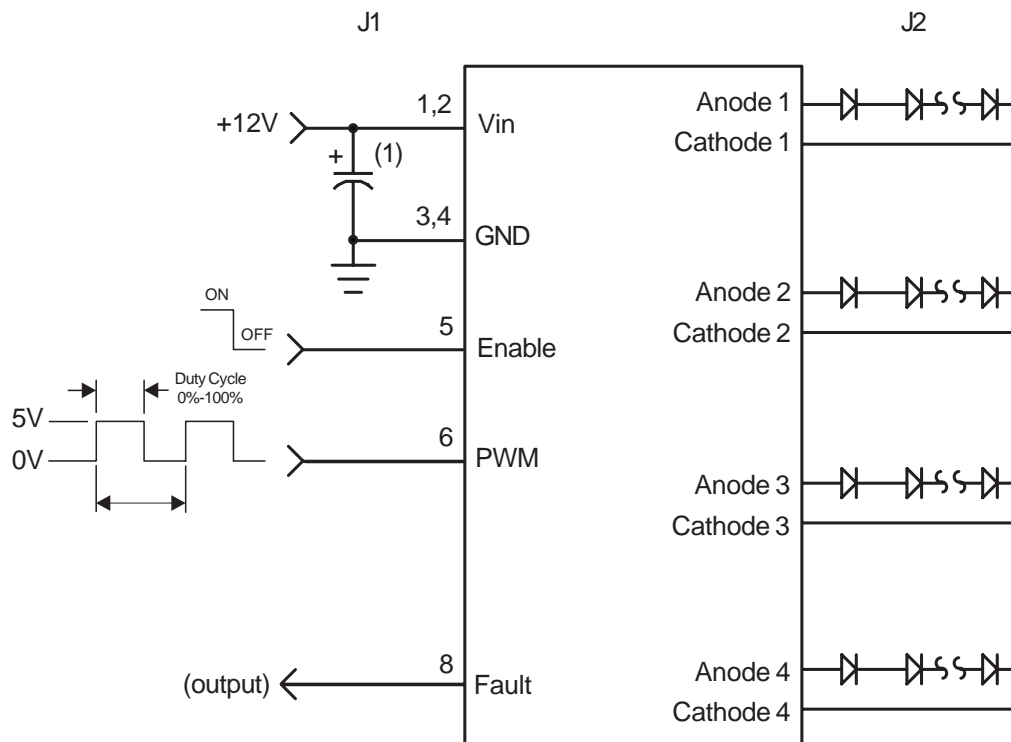 J1
J2
+12V
1,2
Vin
+
(1)
3,4
GND
ON
OFF
5
Enable
Duty Cycle
0%-100%
5V
0V
6
PWM
(output)
8
Fault
Anode 1
Cathode 1
Anode 2
Cathode 2
Anode 3
Cathode 3
Anode 4
Cathode 4